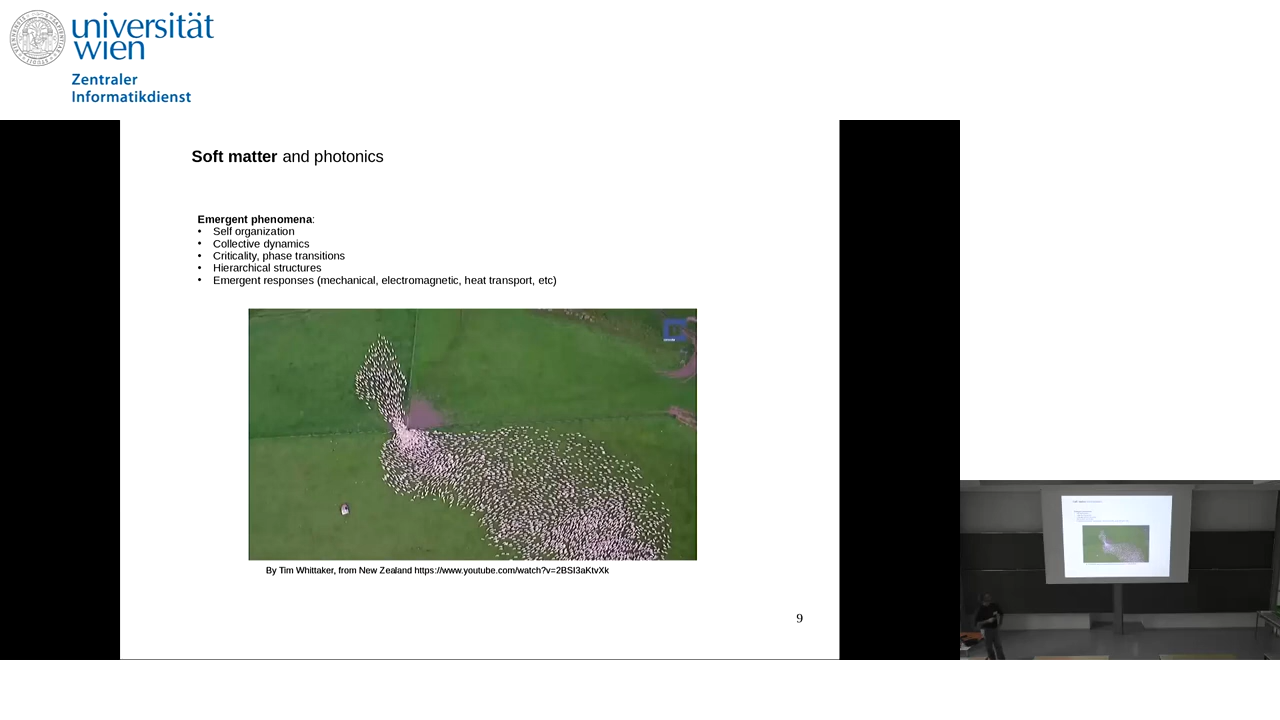 universität
wien
Zentraler
Informatikdienst
Soft matter and photonics
Emergent phenomena:
• Self organization
• Collective dynamics
• Criticality, phase transitions
• Hierarchical structures
• Emergent responses (mechanical, electromagnetic, heat transport, etc)
By Tim Whittaker, from New Zealand https://www.youtube.com/watch?v=2BSI3aKtvXk
9